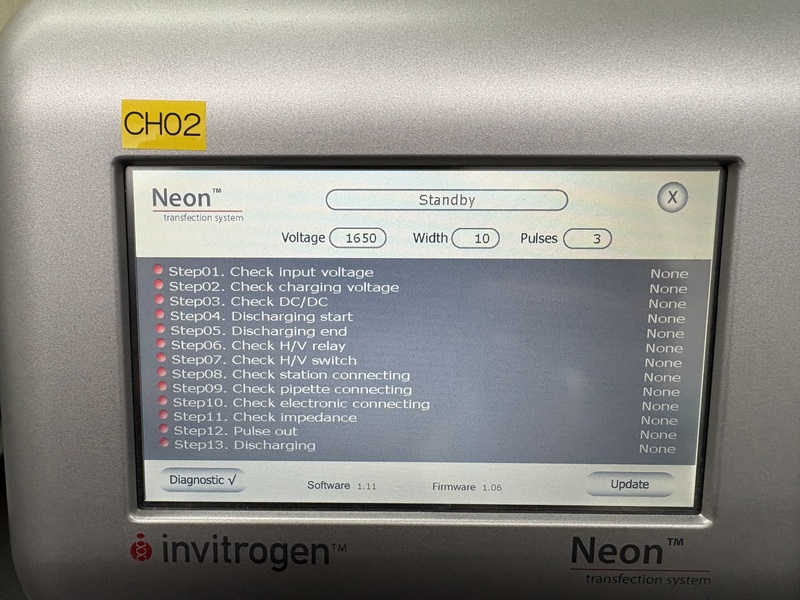 CH02
Neon™
transfection system
Standby
X
Voltage 1650 Width 10 Pulses 3
Step01. Check input voltage None
Step02. Check charging voltage None
Step03. Check DC/DC None
Step04. Discharging start None
Step05. Discharging end None
Step06. Check H/V relay None
Step07. Check H/V switch None
Step08. Check station connecting None
Step09. Check pipette connecting None
Step10. Check electronic connecting None
Step11. Check impedance None
Step12. Pulse out None
Step13. Discharging None
Diagnostic √ Software 1.11 Firmware 1.06 Update
invitrogen™ Neon™
transfection system